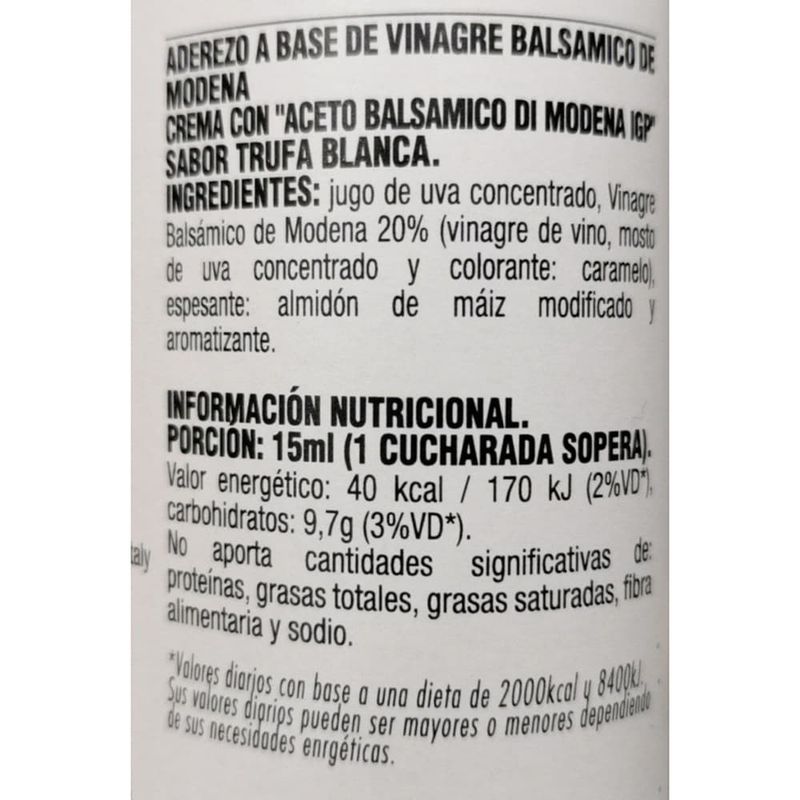 ADEREZO A BASE DE VINAGRE BALSAMICO DE
MODENA
CREMA CON "ACETO BALSAMICO DI MODENA IGP"
SABOR TRUFA BLANCA.
INGREDIENTES: jugo de uva concentrado, Vinagre
Balsámico de Modena 20% (vinagre de vino, mosto
de uva concentrado y colorante: caramelo),
espesante: almidón de máiz modificado y
aromatizante.
INFORMACIÓN NUTRICIONAL.
PORCIÓN: 15ml (1 CUCHARADA SOPERA).
Valor energético: 40 kcal / 170 kJ (2%VD*),
carbohidratos: 9,7g (3%VD*).
No aporta cantidades significativas de:
proteínas, grasas totales, grasas saturadas, fibra
alimentaria y sodio.
*Valores diarios con base a una dieta de 2000kcal y 8400kJ.
Sus valores diarios pueden ser mayores o menores dependiendo
de sus necesidades enrgéticas.